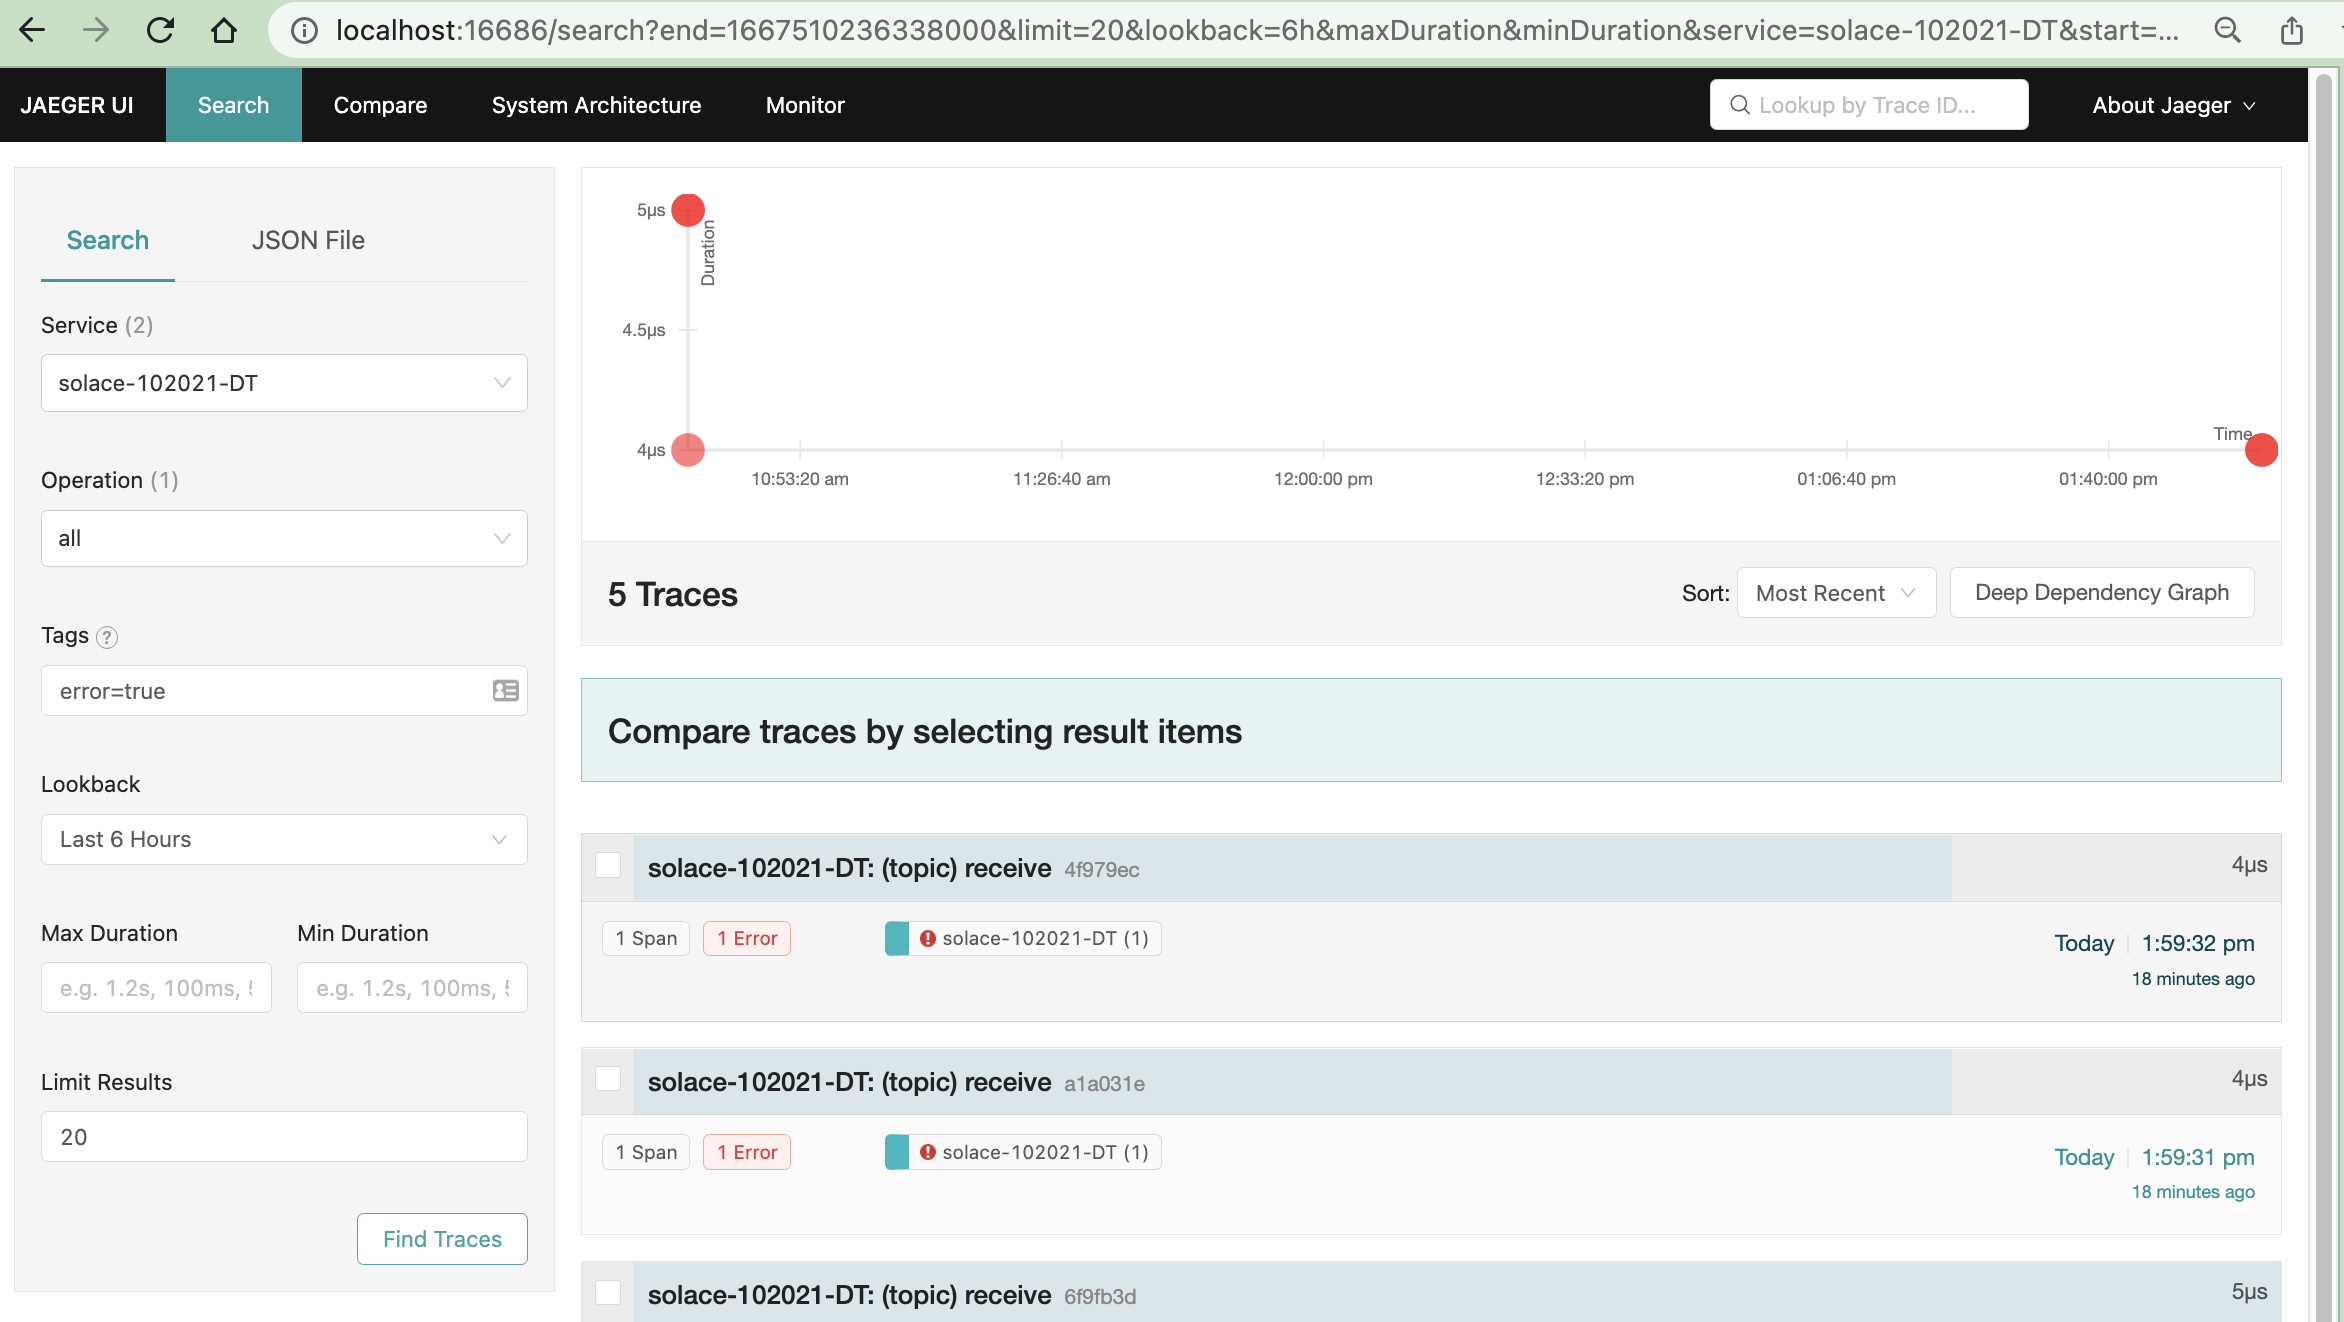 localhost:16686/search?end=1667510236338000&limit=20&lookback=6h&maxDuration&minDuration&service=solace-102021-DT&start=...
JAEGER UI
Search
Compare
System Architecture
Monitor
Lookup by Trace ID...
About Jaeger
Search
JSON File
Service (2)
solace-102021-DT
Operation (1)
all
Tags ?
error=true
Lookback
Last 6 Hours
Max Duration
Min Duration
e.g. 1.2s, 100ms,
e.g. 1.2s, 100ms,
Limit Results
20
Find Traces
5μs
Duration
4.5μs
4μs
Time
10:53:20 am
11:26:40 am
12:00:00 pm
12:33:20 pm
01:06:40 pm
01:40:00 pm
5 Traces
Sort:
Most Recent
Deep Dependency Graph
Compare traces by selecting result items
solace-102021-DT: (topic) receive 4f979ec
4μs
1 Span
1 Error
solace-102021-DT (1)
Today
1:59:32 pm
18 minutes ago
solace-102021-DT: (topic) receive a1a031e
4μs
1 Span
1 Error
solace-102021-DT (1)
Today
1:59:31 pm
18 minutes ago
solace-102021-DT: (topic) receive 6f9fb3d
5μs